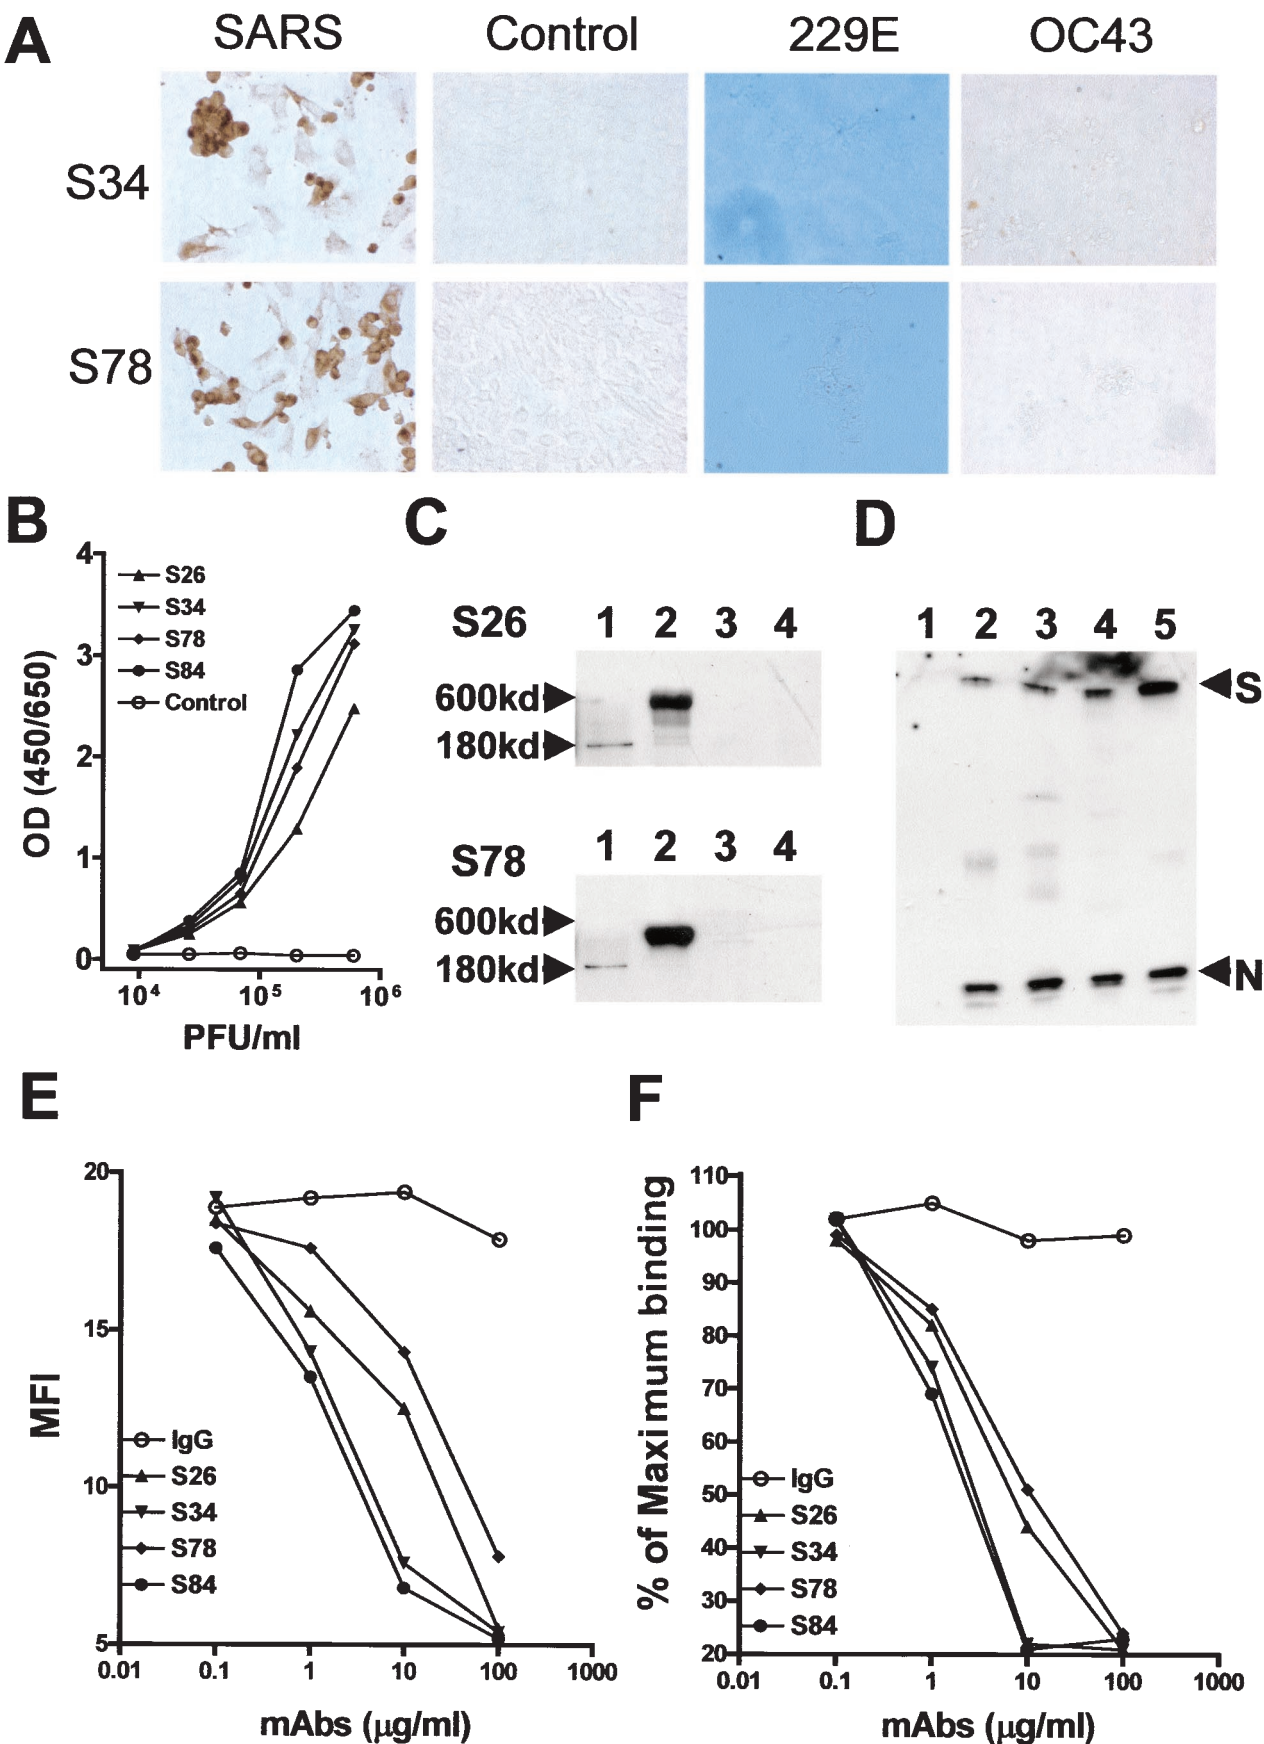 A
SARS Control 229E OC43
S34
S78
B
4
3
2
1
0
OD (450/650)
S26
S34
S78
S84
Control
10⁴ 10⁵ 10⁶
PFU/ml
C
S26 1 2 3 4
600kd
180kd
S78 1 2 3 4
600kd
180kd
D
1 2 3 4 5
S
N
E
20
15
10
5
MFI
IgG
S26
S34
S78
S84
0.01 0.1 1 10 100 1000
mAbs (μg/ml)
F
110
100
90
80
70
60
50
40
30
20
% of Maximum binding
IgG
S26
S34
S78
S84
0.01 0.1 1 10 100 1000
mAbs (μg/ml)